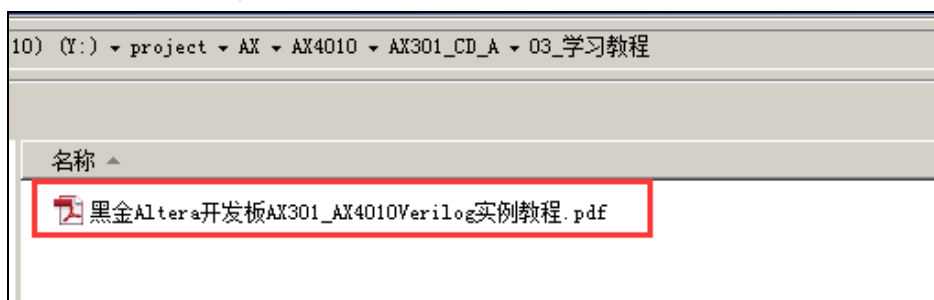 10) (Y:) ▾ project ▾ AX ▾ AX4010 ▾ AX301_CD_A ▾ 03_学习教程
名称
黑金Altera开发板AX301_AX4010Verilog实例教程.pdf